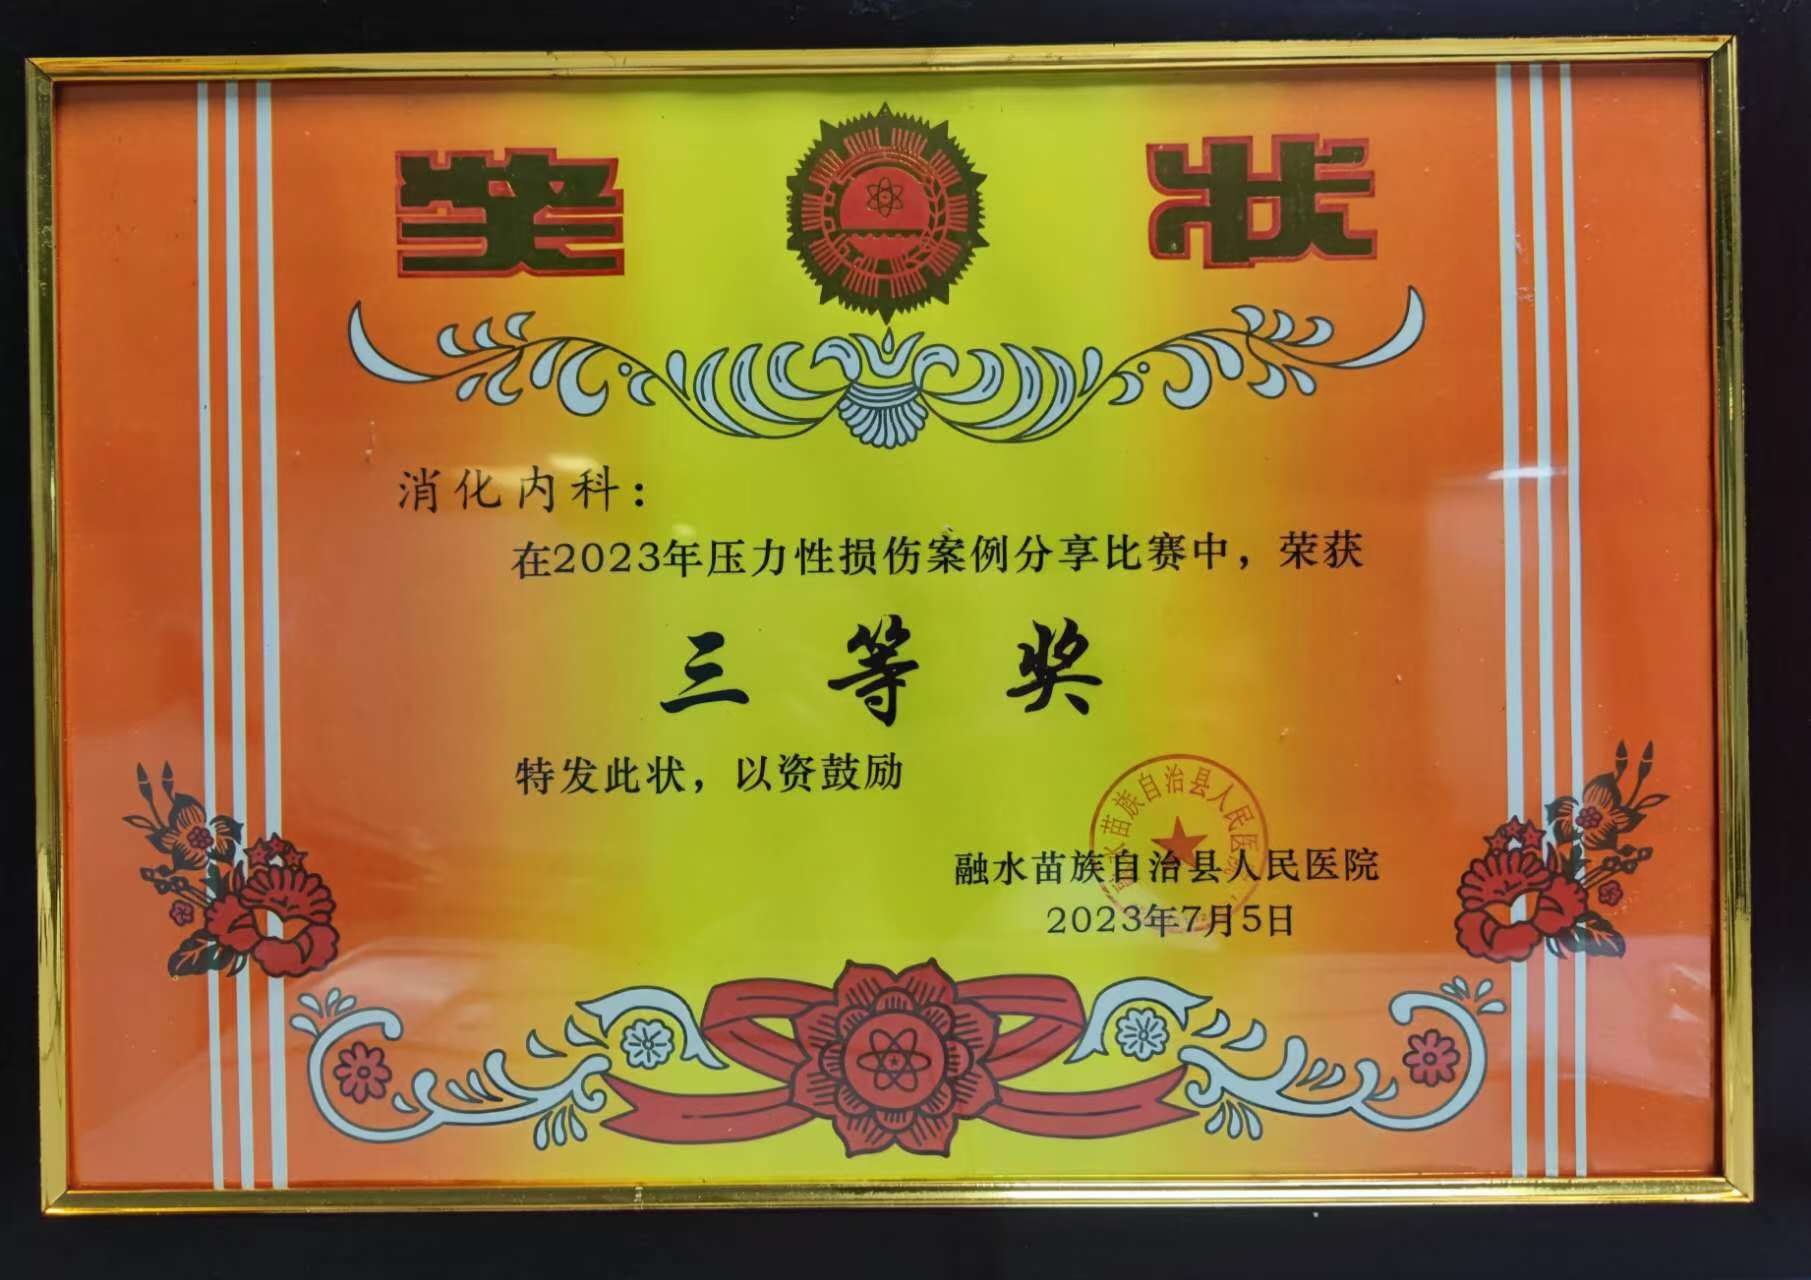 奖状
消化内科：
在2023年压力性损伤案例分享比赛中，荣获
三等奖
特发此状，以资鼓励
水苗族自治县人民医
融水苗族自治县人民医院
2023年7月5日